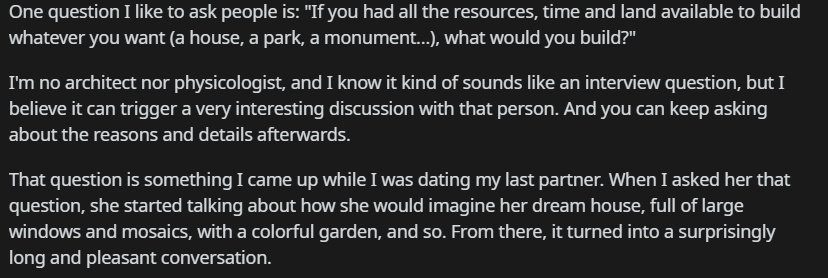 One question I like to ask people is: "If you had all the resources, time and land available to build
whatever you want (a house, a park, a monument...), what would you build?"
I'm no architect nor physicologist, and I know it kind of sounds like an interview question, but I
believe it can trigger a very interesting discussion with that person. And you can keep asking
about the reasons and details afterwards.
That question is something I came up while I was dating my last partner. When I asked her that
question, she started talking about how she would imagine her dream house, full of large
windows and mosaics, with a colorful garden, and so. From there, it turned into a surprisingly
long and pleasant conversation.